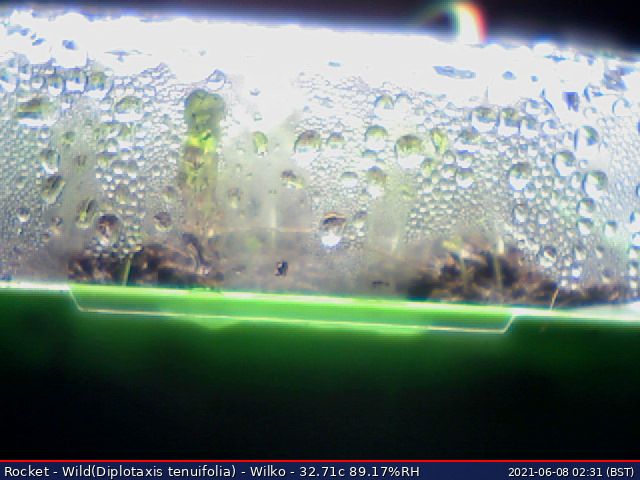 Rocket - Wild(Diplotaxis tenuifolia) - Wilko - 32.71c 89.17%RH
2021-06-08 02:31 (BST)